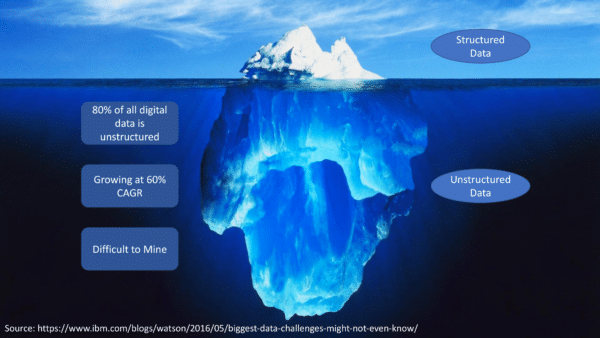 Structured
Data
80% of all digital
data is
unstructured
Growing at 60%
CAGR
Unstructured
Data
Difficult to Mine
Source: https://www.ibm.com/blogs/watson/2016/05/biggest-data-challenges-might-not-even-know/